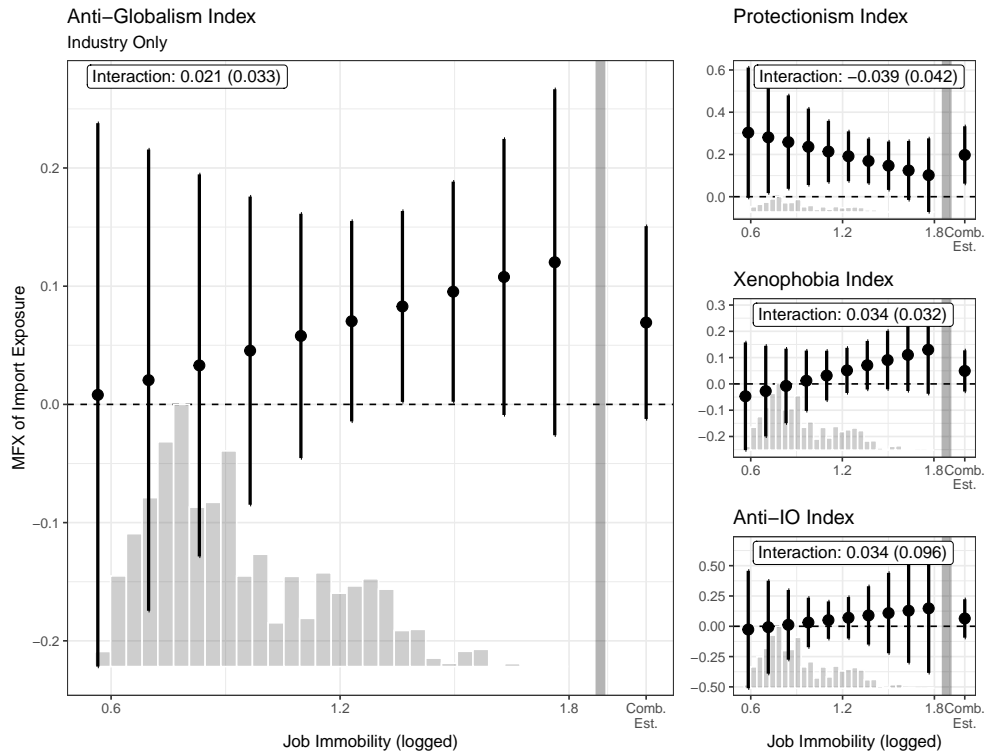 Anti−Globalism Index
Industry Only
Interaction: 0.021 (0.033)
0.2
0.1
0.0
−0.1
−0.2
MFX of Import Exposure
0.6
1.2
1.8
Comb.
Est.
Job Immobility (logged)
Protectionism Index
Interaction: −0.039 (0.042)
0.6
0.4
0.2
0.0
0.6
1.2
1.8
Comb.
Est.
Xenophobia Index
Interaction: 0.034 (0.032)
0.3
0.2
0.1
0.0
−0.1
−0.2
0.6
1.2
1.8
Comb.
Est.
Anti−IO Index
Interaction: 0.034 (0.096)
0.50
0.25
0.00
−0.25
−0.50
0.6
1.2
1.8
Comb.
Est.
Job Immobility (logged)